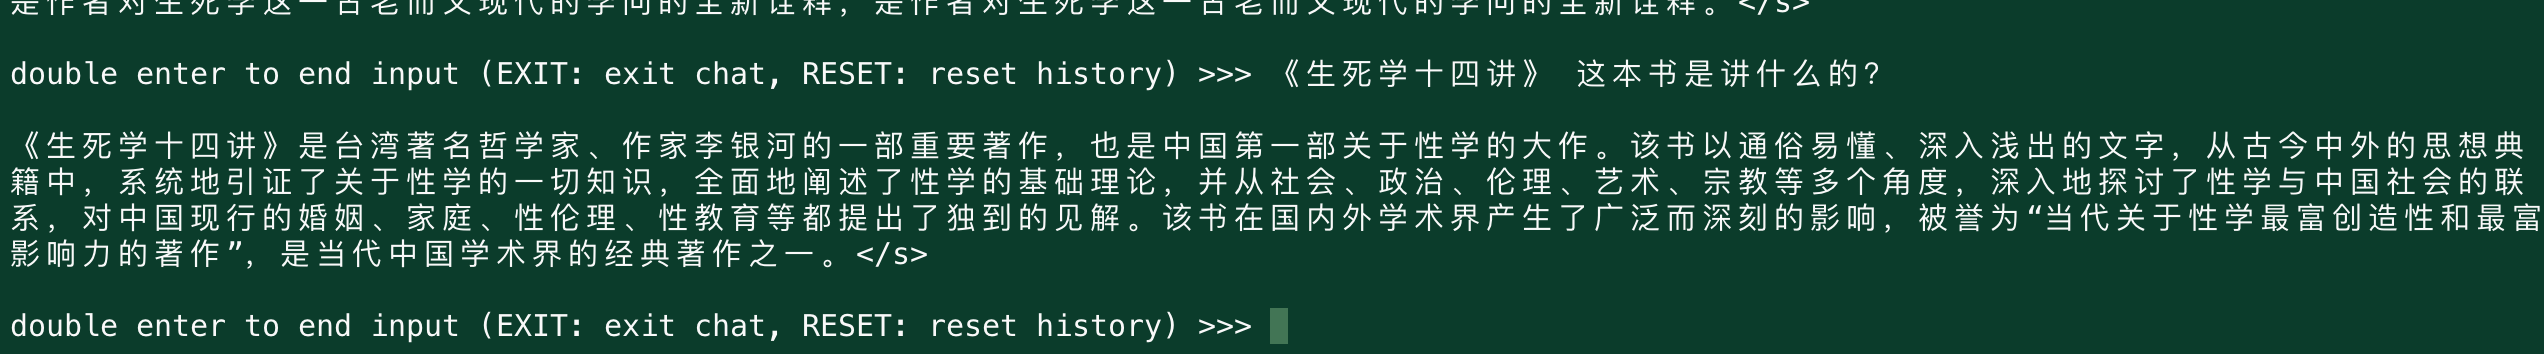 是作者对生死学这一古老而又现代的学问的全新诠释，是作者对生死学这一古老而又现代的学问的全新诠释。</s>
double enter to end input (EXIT: exit chat, RESET: reset history) >>> 《生死学十四讲》 这本书是讲什么的?
《生死学十四讲》是台湾著名哲学家、作家李银河的一部重要著作，也是中国第一部关于性学的大作。该书以通俗易懂、深入浅出的文字，从古今中外的思想典
籍中，系统地引证了关于性学的一切知识，全面地阐述了性学的基础理论，并从社会、政治、伦理、艺术、宗教等多个角度，深入地探讨了性学与中国社会的联
系，对中国现行的婚姻、家庭、性伦理、性教育等都提出了独到的见解。该书在国内外学术界产生了广泛而深刻的影响，被誉为“当代关于性学最富创造性和最富
影响力的著作”，是当代中国学术界的经典著作之一。</s>
double enter to end input (EXIT: exit chat, RESET: reset history) >>>